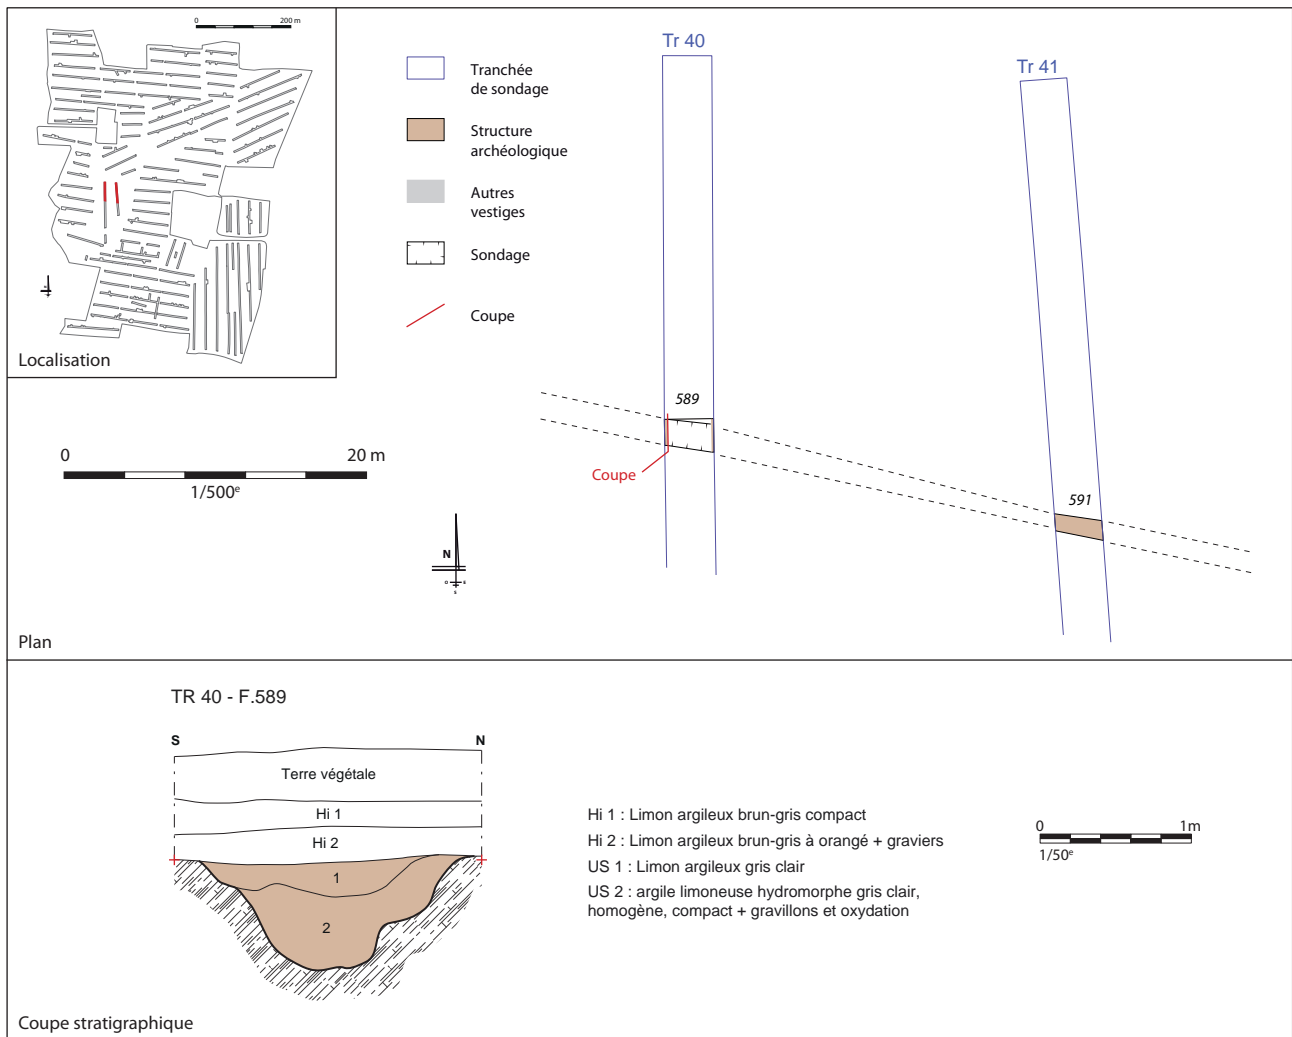 0
200 m
Localisation
Tranchée
de sondage
Structure
archéologique
Autres
vestiges
Sondage
Coupe
Tr 40
Tr 41
589
Coupe
591
0
20 m
1/500e
N
Plan
TR 40 - F.589
S
N
Terre végétale
Hi 1
Hi 2
1
2
Hi 1 : Limon argileux brun-gris compact
Hi 2 : Limon argileux brun-gris à orangé + graviers
US 1 : Limon argileux gris clair
US 2 : argile limoneuse hydromorphe gris clair,
homogène, compact + gravillons et oxydation
0
1m
1/50e
Coupe stratigraphique